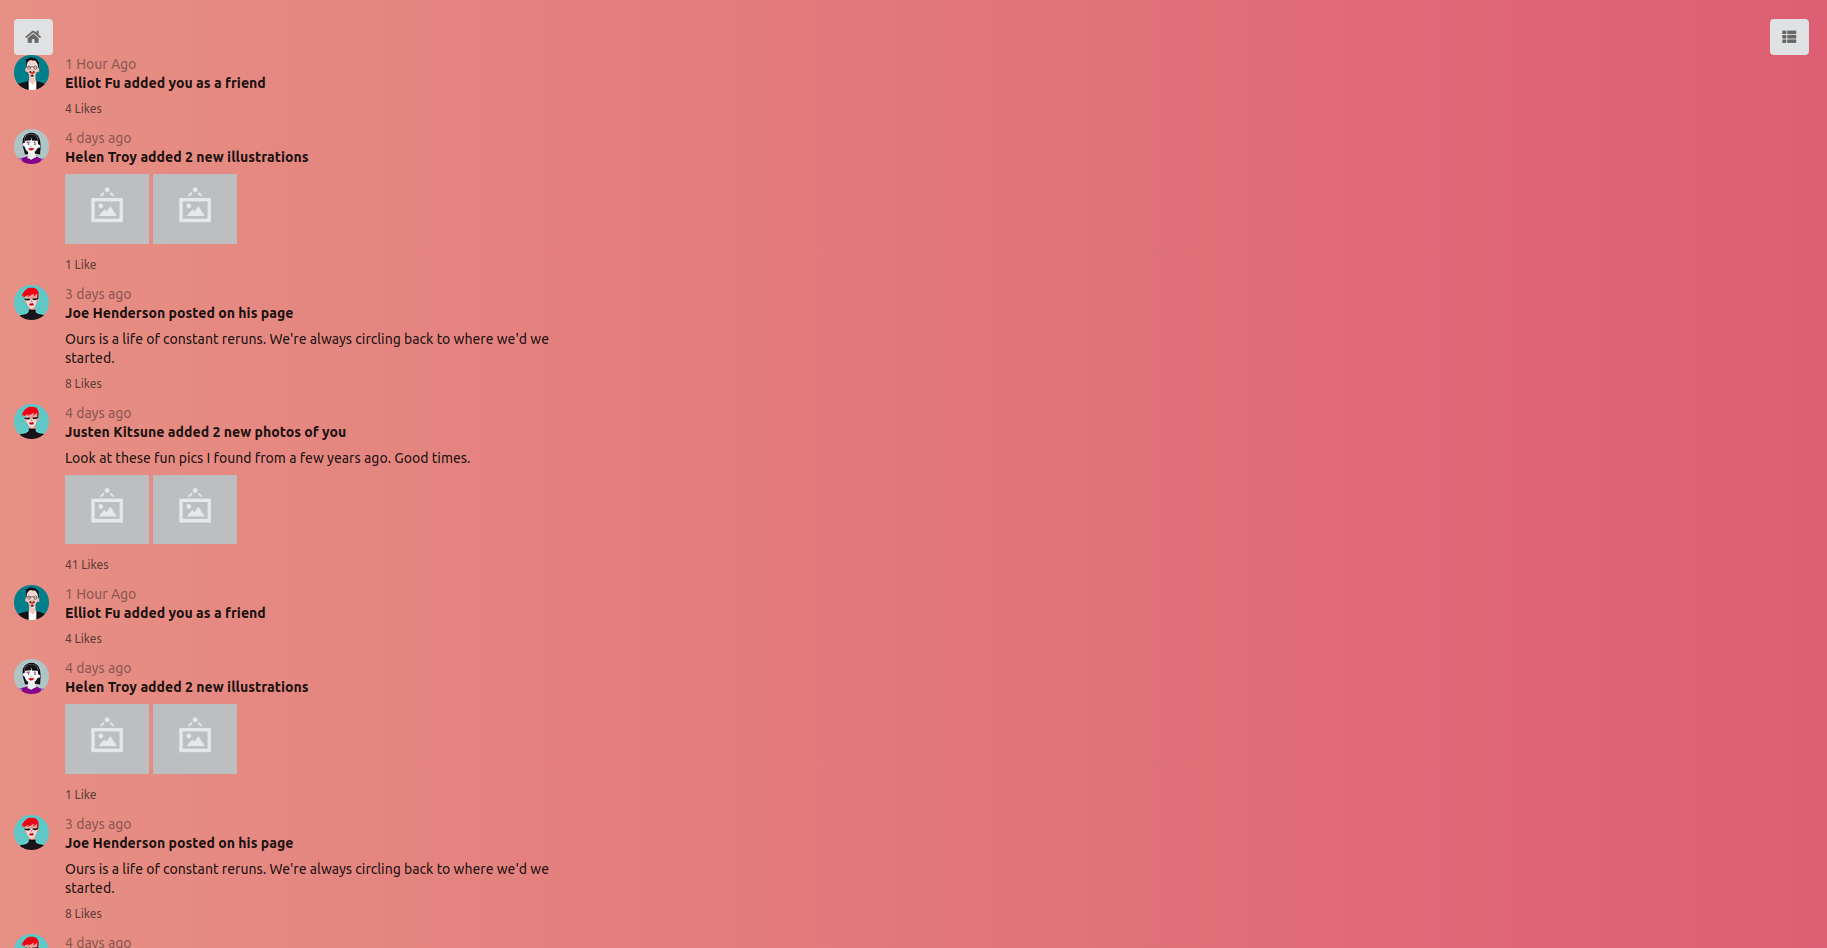 1 Hour Ago
Elliot Fu added you as a friend
4 Likes
4 days ago
Helen Troy added 2 new illustrations
1 Like
3 days ago
Joe Henderson posted on his page
Ours is a life of constant reruns. We're always circling back to where we'd we
started.
8 Likes
4 days ago
Justen Kitsune added 2 new photos of you
Look at these fun pics I found from a few years ago. Good times.
41 Likes
1 Hour Ago
Elliot Fu added you as a friend
4 Likes
4 days ago
Helen Troy added 2 new illustrations
1 Like
3 days ago
Joe Henderson posted on his page
Ours is a life of constant reruns. We're always circling back to where we'd we
started.
8 Likes
4 days ago